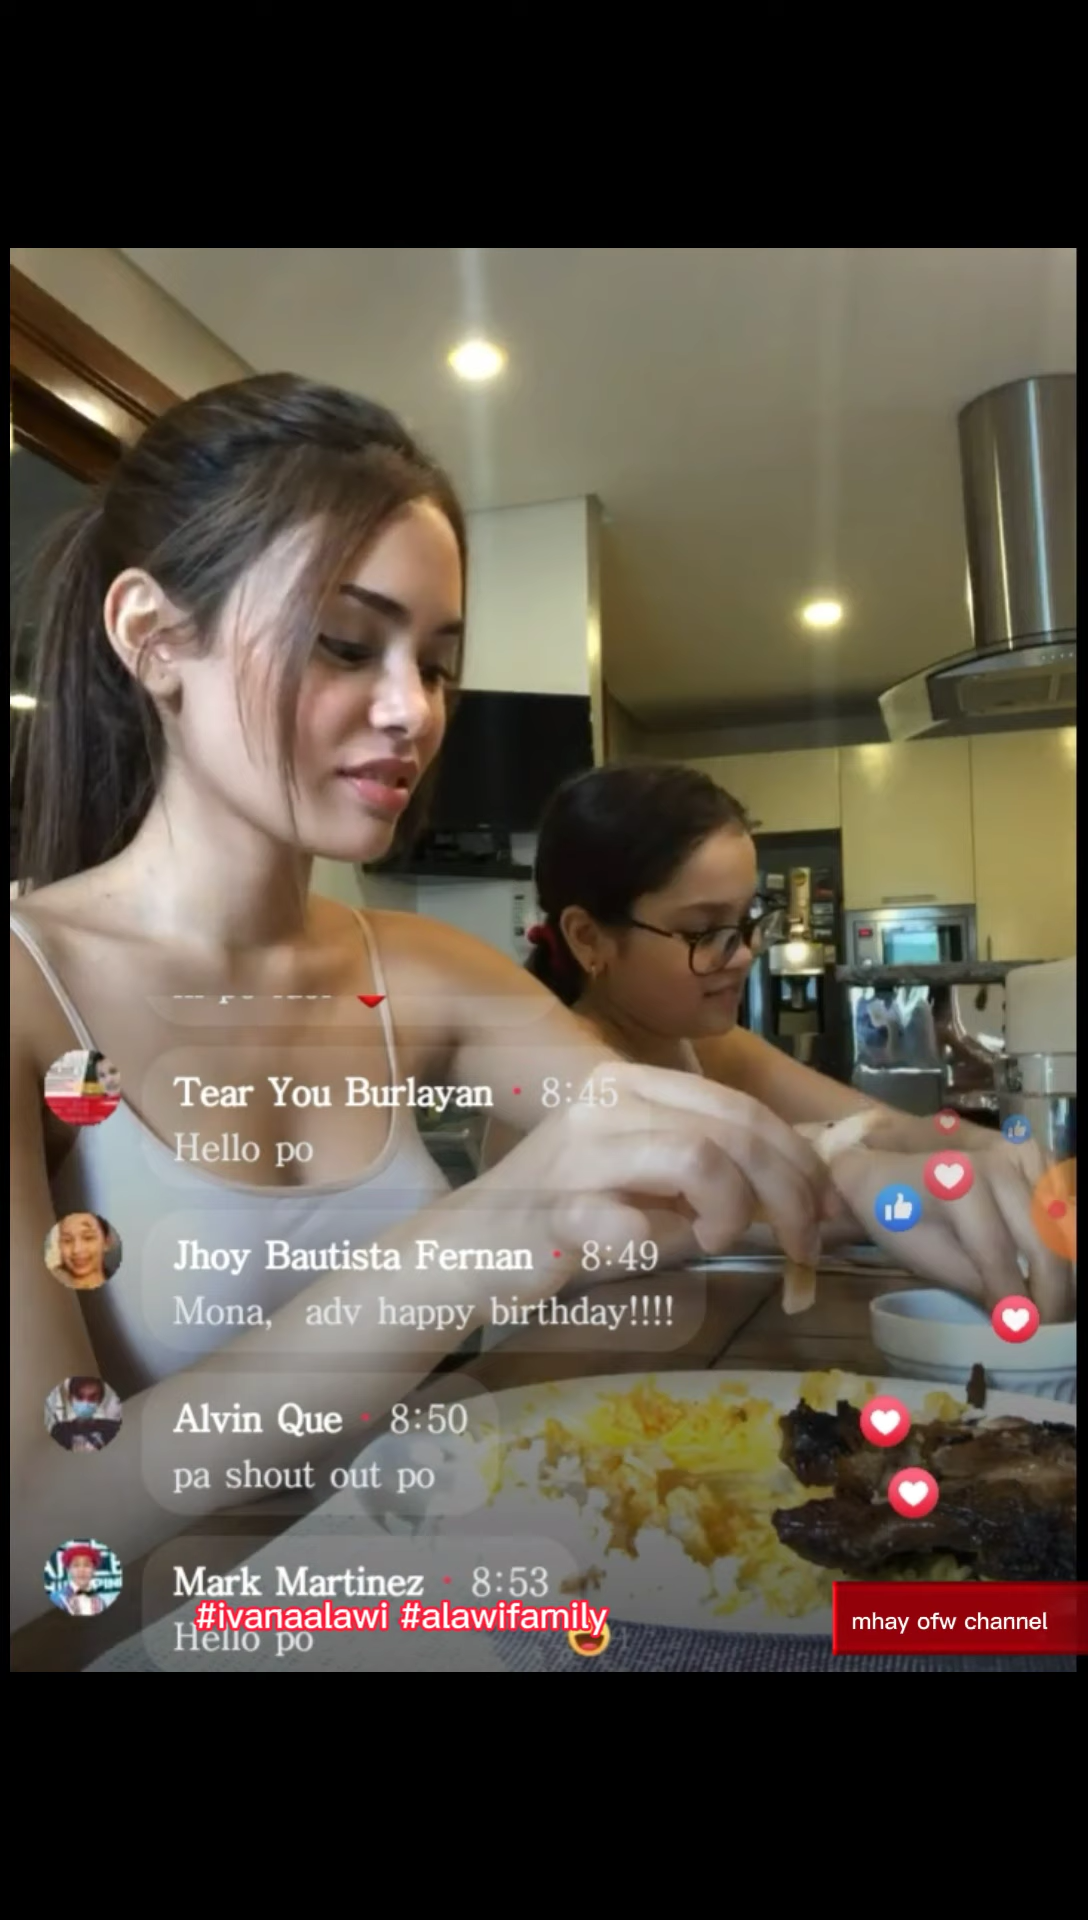 Tear You Burlayan • 8:45
Hello po
Jhoy Bautista Fernan • 8:49
Mona, adv happy birthday!!!!
Alvin Que • 8:50
pa shout out po
Mark Martinez • 8:53
#ivanaalawi #alawifamily
Hello po
mhay ofw channel